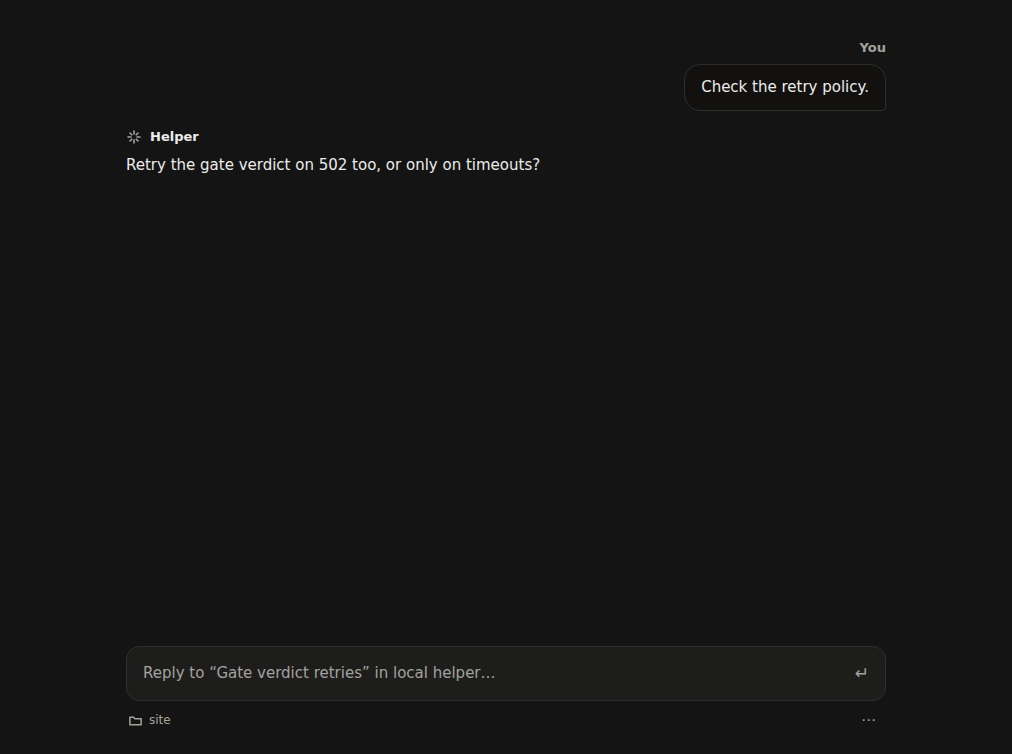 You
Check the retry policy.
Helper
Retry the gate verdict on 502 too, or only on timeouts?
Reply to “Gate verdict retries” in local helper…
site